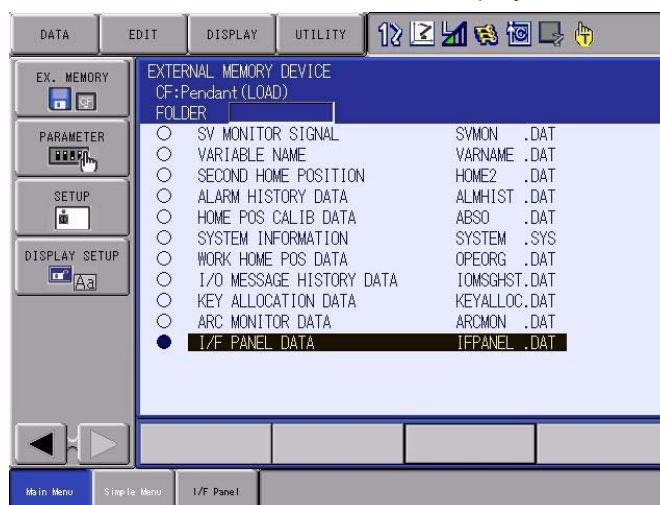 DATA EDIT DISPLAY UTILITY
EX. MEMORY
CF
PARAMETER
SETUP
DISPLAY SETUP
Aa
EXTERNAL MEMORY DEVICE
CF:Pendant(LOAD)
FOLDER
SV MONITOR SIGNAL SVMON .DAT
VARIABLE NAME VARNAME .DAT
SECOND HOME POSITION HOME2 .DAT
ALARM HISTORY DATA ALMHIST .DAT
HOME POS CALIB DATA ABSO .DAT
SYSTEM INFORMATION SYSTEM .SYS
WORK HOME POS DATA OPEORG .DAT
I/O MESSAGE HISTORY DATA IOMSGHST.DAT
KEY ALLOCATION DATA KEYALLOC.DAT
ARC MONITOR DATA ARCMON .DAT
I/F PANEL DATA IFPANEL .DAT
Main Menu Simple Menu I/F Panel